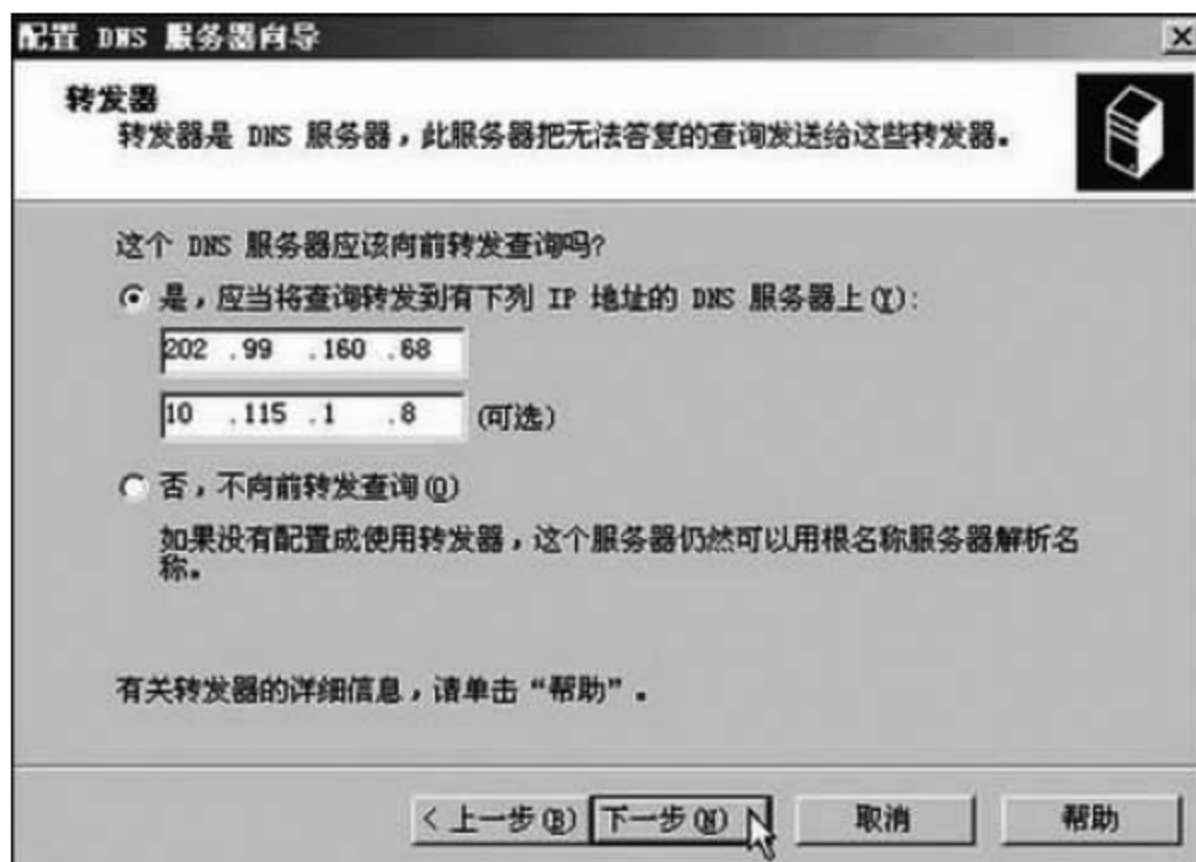 配置 DNS 服务器向导
转发器
转发器是 DNS 服务器，此服务器把无法答复的查询发送给这些转发器。
这个 DNS 服务器应该向前转发查询吗?
是，应当将查询转发到有下列 IP 地址的 DNS 服务器上(Y):
202 .99 .160 .68
10 .115 .1 .8 (可选)
否，不向前转发查询(O)
如果没有配置成使用转发器，这个服务器仍然可以用根名称服务器解析名
称。
有关转发器的详细信息，请单击“帮助”。
<上一步(B) 下一步(N) 取消 帮助